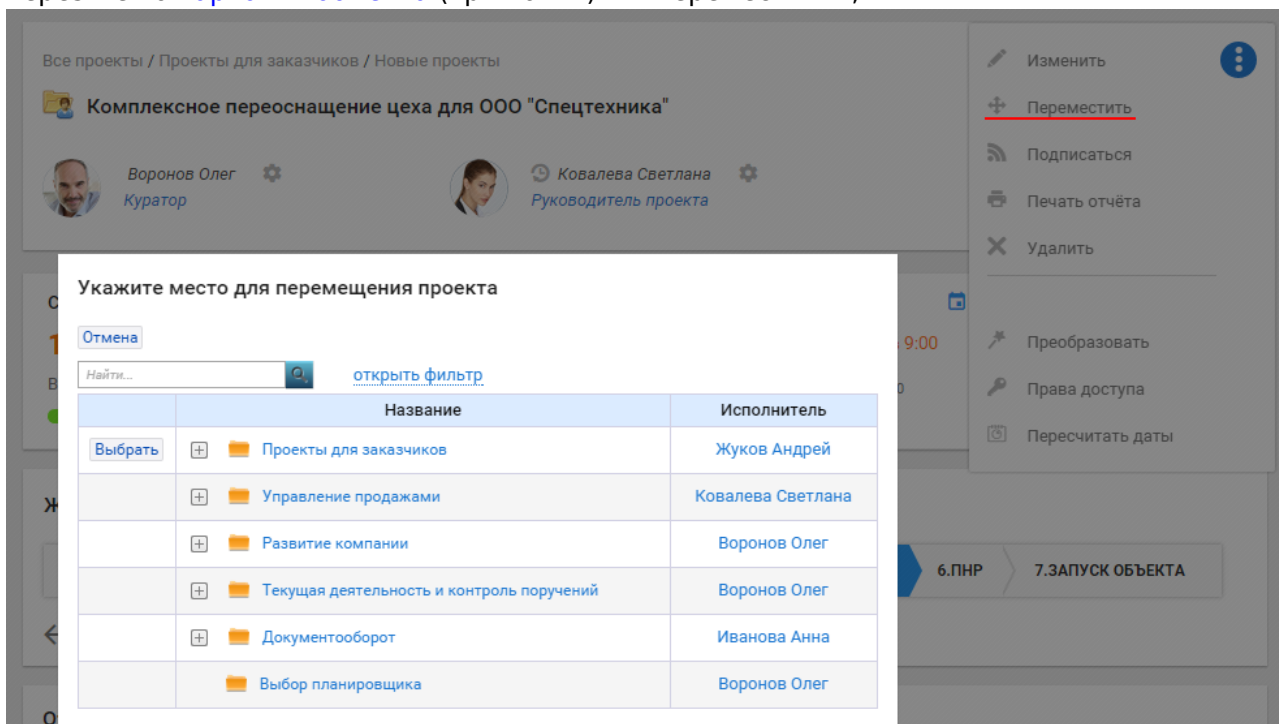 Все проекты / Проекты для заказчиков / Новые проекты
Комплексное переоснащение цеха для ООО "Спецтехника"
Воронов Олег
Куратор
Ковалева Светлана
Руководитель проекта
Изменить
Переместить
Подписаться
Печать отчёта
Удалить
Преобразовать
Права доступа
Пересчитать даты
Укажите место для перемещения проекта
Отмена
9:00
Найти...
открыть фильтр
Название Исполнитель
Выбрать Проекты для заказчиков Жуков Андрей
Управление продажами Ковалева Светлана
Развитие компании Воронов Олег
Текущая деятельность и контроль поручений Воронов Олег
Документооборот Иванова Анна
Выбор планировщика Воронов Олег
6.ПНР 7.ЗАПУСК ОБЪЕКТА